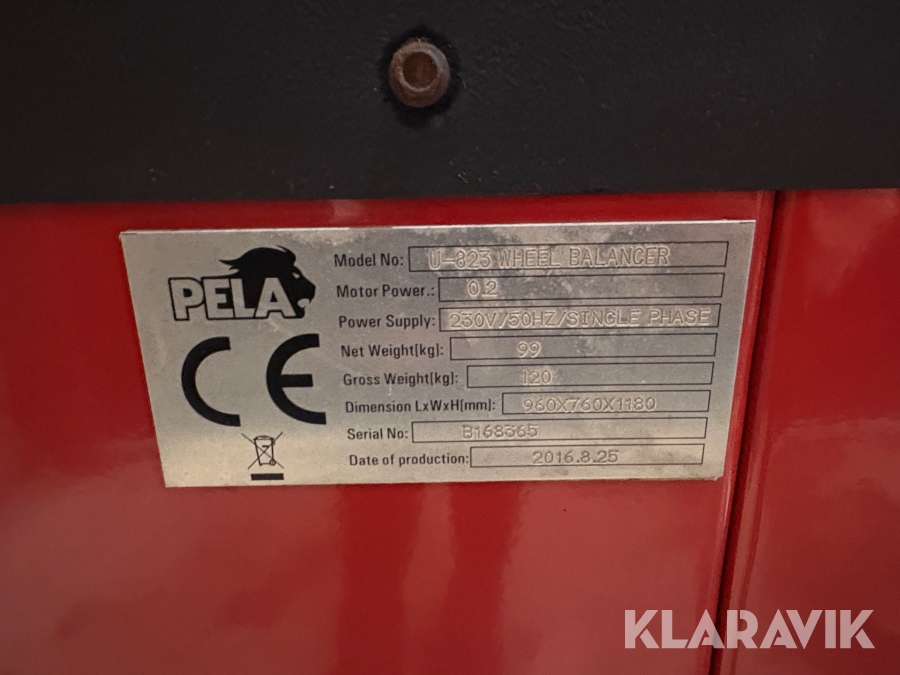 PELA
CE
Model No: U-823 WHEEL BALANCER
Motor Power.: 0.2
Power Supply: 230V/50HZ/SINGLE PHASE
Net Weight(kg): 99
Gross Weight(kg): 120
Dimension LxWxH(mm): 960X760X1180
Serial No: B168365
Date of production: 2016.8.25
KLARAVIK